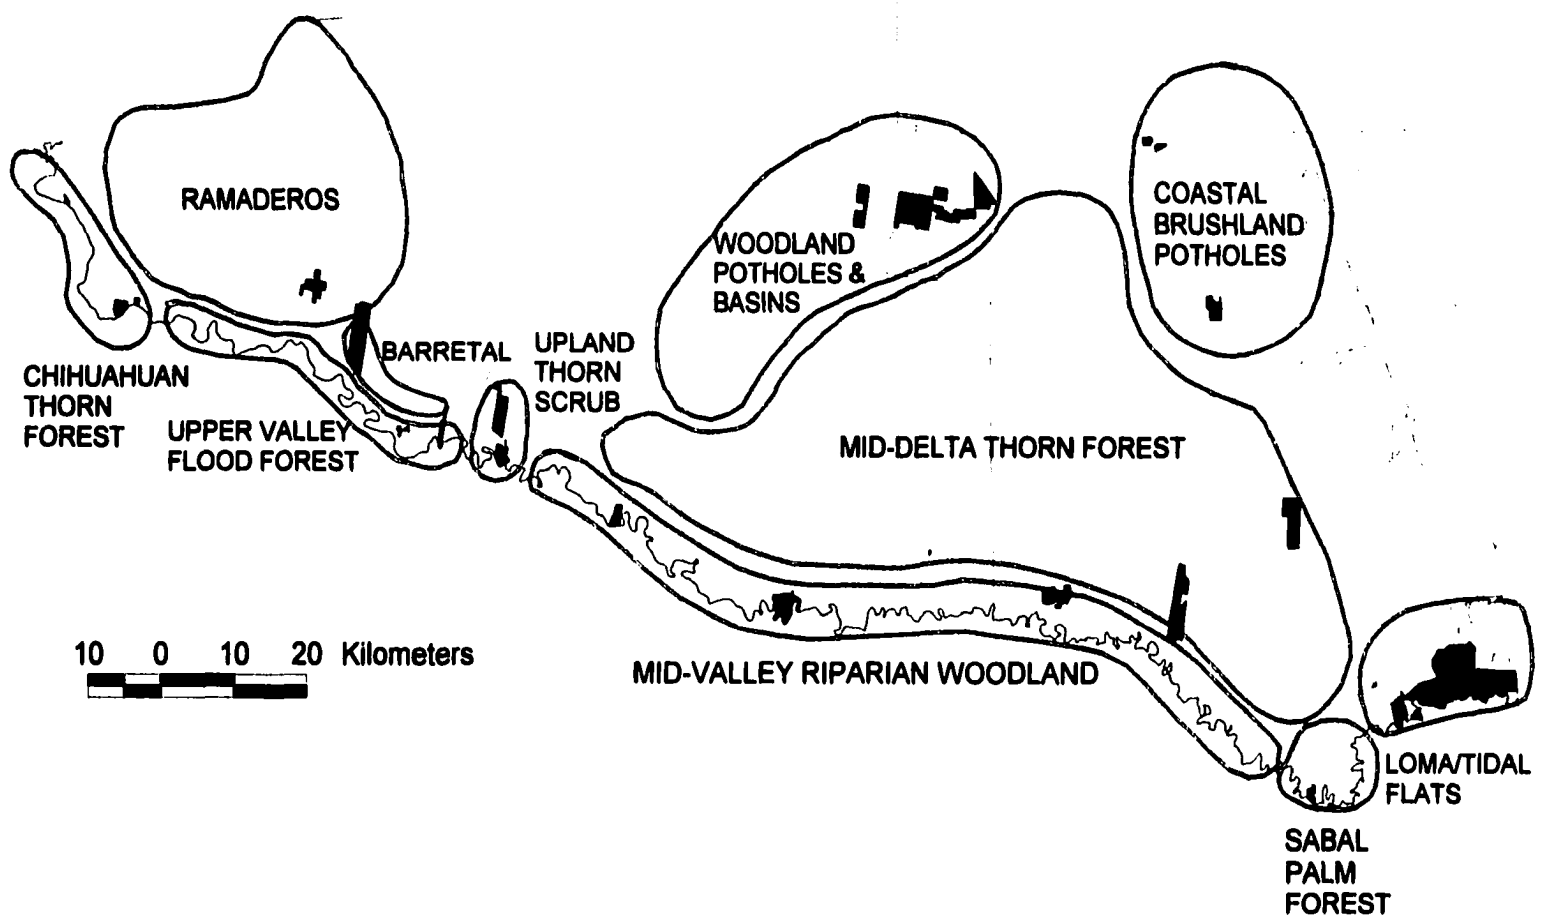 RAMADEROS
COASTAL
BRUSHLAND
POTHOLES
WOODLAND
POTHOLES &
BASINS
BARRETAL
UPLAND
THORN
SCRUB
CHIHUAHUAN
THORN
FOREST
UPPER VALLEY
FLOOD FOREST
MID-DELTA THORN FOREST
10 0 10 20 Kilometers
MID-VALLEY RIPARIAN WOODLAND
LOMA/TIDAL
FLATS
SABAL
PALM
FOREST